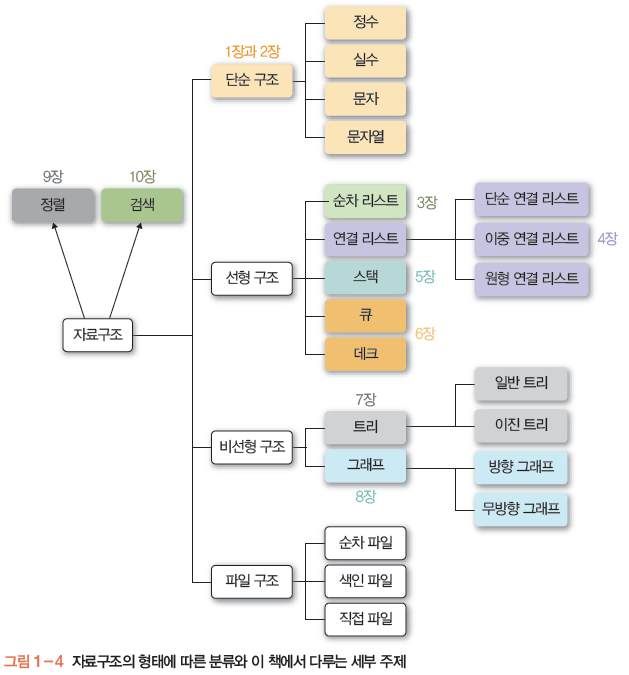 1장과 2장
단순 구조
정수
실수
문자
문자열
9장
정렬
10장
검색
자료구조
선형 구조
순차 리스트
3장
연결 리스트
단순 연결 리스트
이중 연결 리스트
원형 연결 리스트
4장
스택
5장
큐
데크
6장
비선형 구조
7장
트리
일반 트리
이진 트리
그래프
8장
방향 그래프
무방향 그래프
파일 구조
순차 파일
색인 파일
직접 파일
그림 1-4 자료구조의 형태에 따른 분류와 이 책에서 다루는 세부 주제